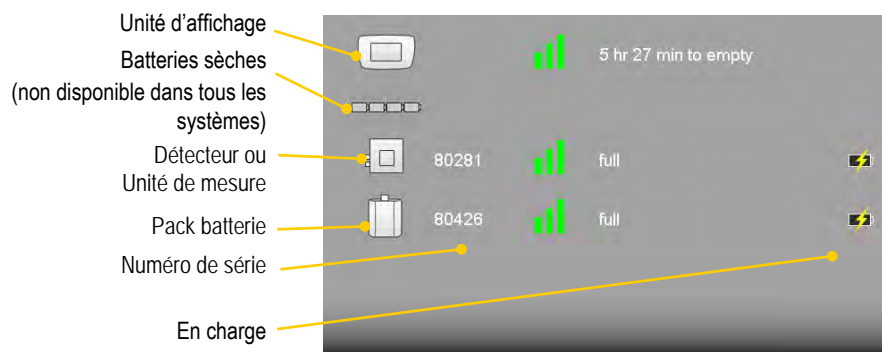 Unité d’affichage
Batteries sèches
(non disponible dans tous les
systèmes)
Détecteur ou
Unité de mesure
Pack batterie
Numéro de série
En charge
5 hr 27 min to empty
80281 full
80426 full